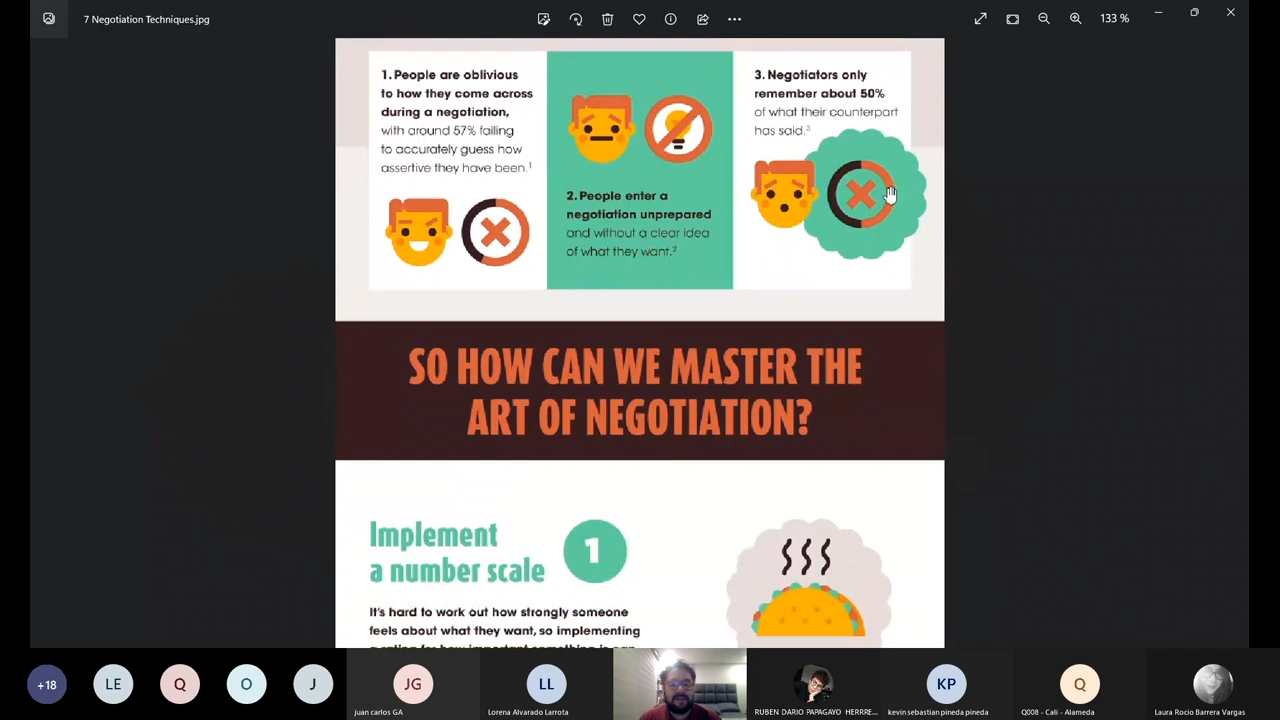 7 Negotiation Techniques.jpg
133 %
1. People are oblivious
to how they come across
during a negotiation,
with around 57% failing
to accurately guess how
assertive they have been.¹
2. People enter a
negotiation unprepared
and without a clear idea
of what they want.²
3. Negotiators only
remember about 50%
of what their counterpart
has said.³
SO HOW CAN WE MASTER THE
ART OF NEGOTIATION?
Implement
a number scale
1
It's hard to work out how strongly someone
feels about what they want, so implementing
+18
LE
Q
O
J
JG
juan carlos GA
LL
Lorena Alvarado Larrota
RUBEN DARIO PAPAGAYO HERRRE...
KP
kevin sebastian pineda pineda
Q
Q008 - Cali - Alameda
Laura Rocio Barrera Vargas